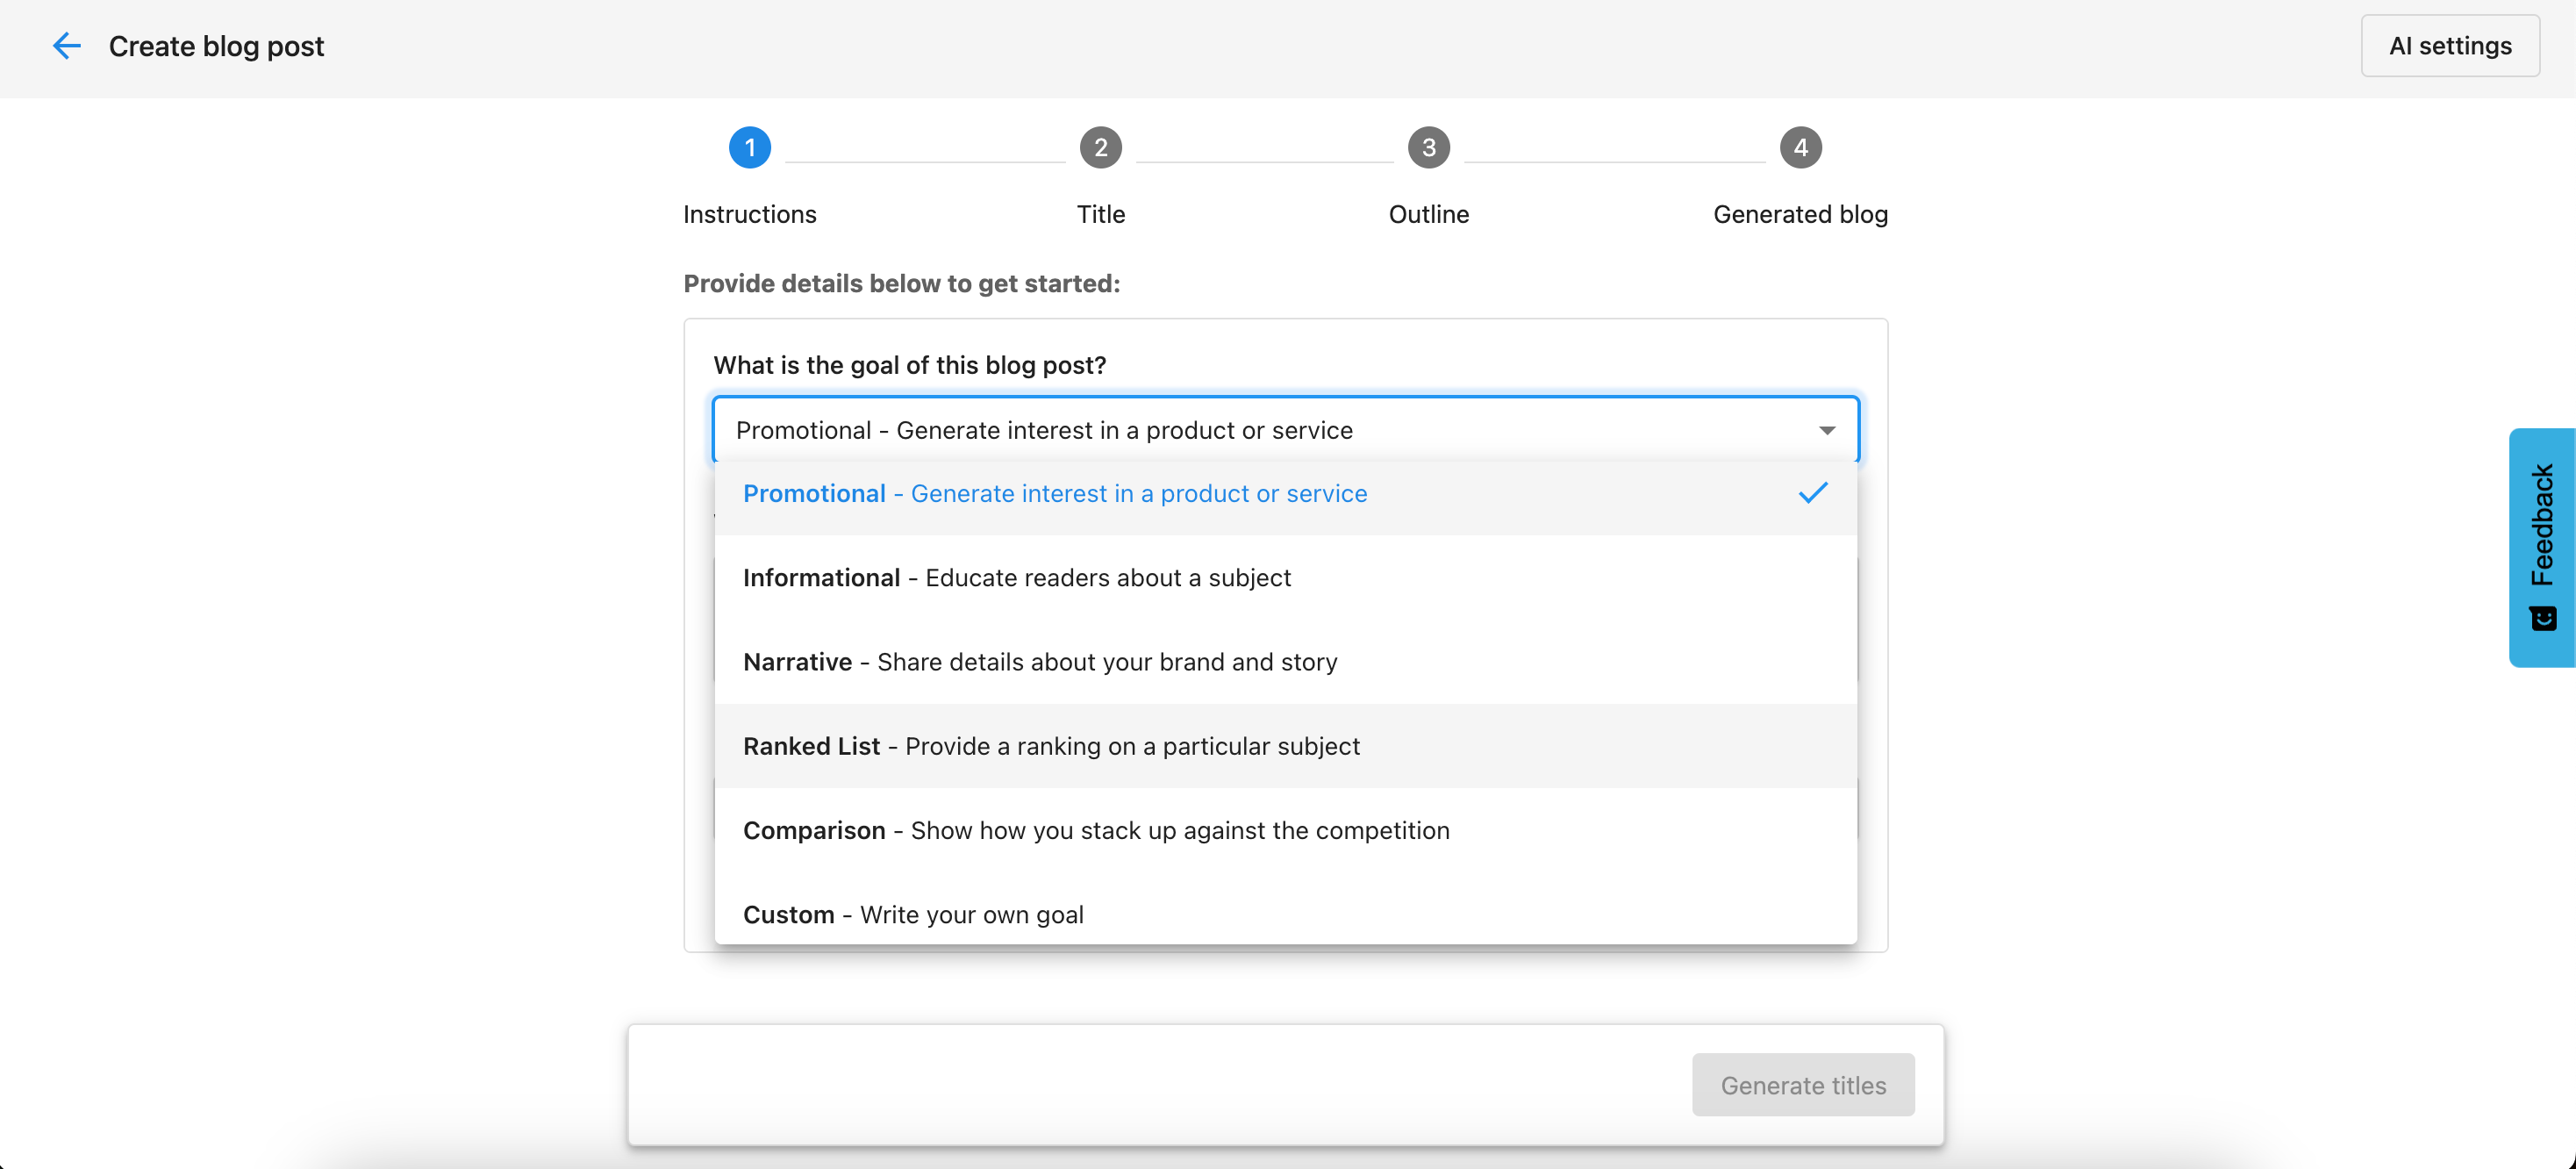 Create blog post
AI settings
1
2
3
4
Instructions
Title
Outline
Generated blog
Provide details below to get started:
What is the goal of this blog post?
Promotional - Generate interest in a product or service
Promotional - Generate interest in a product or service
Informational - Educate readers about a subject
Narrative - Share details about your brand and story
Ranked List - Provide a ranking on a particular subject
Comparison - Show how you stack up against the competition
Custom - Write your own goal
Feedback
Generate titles